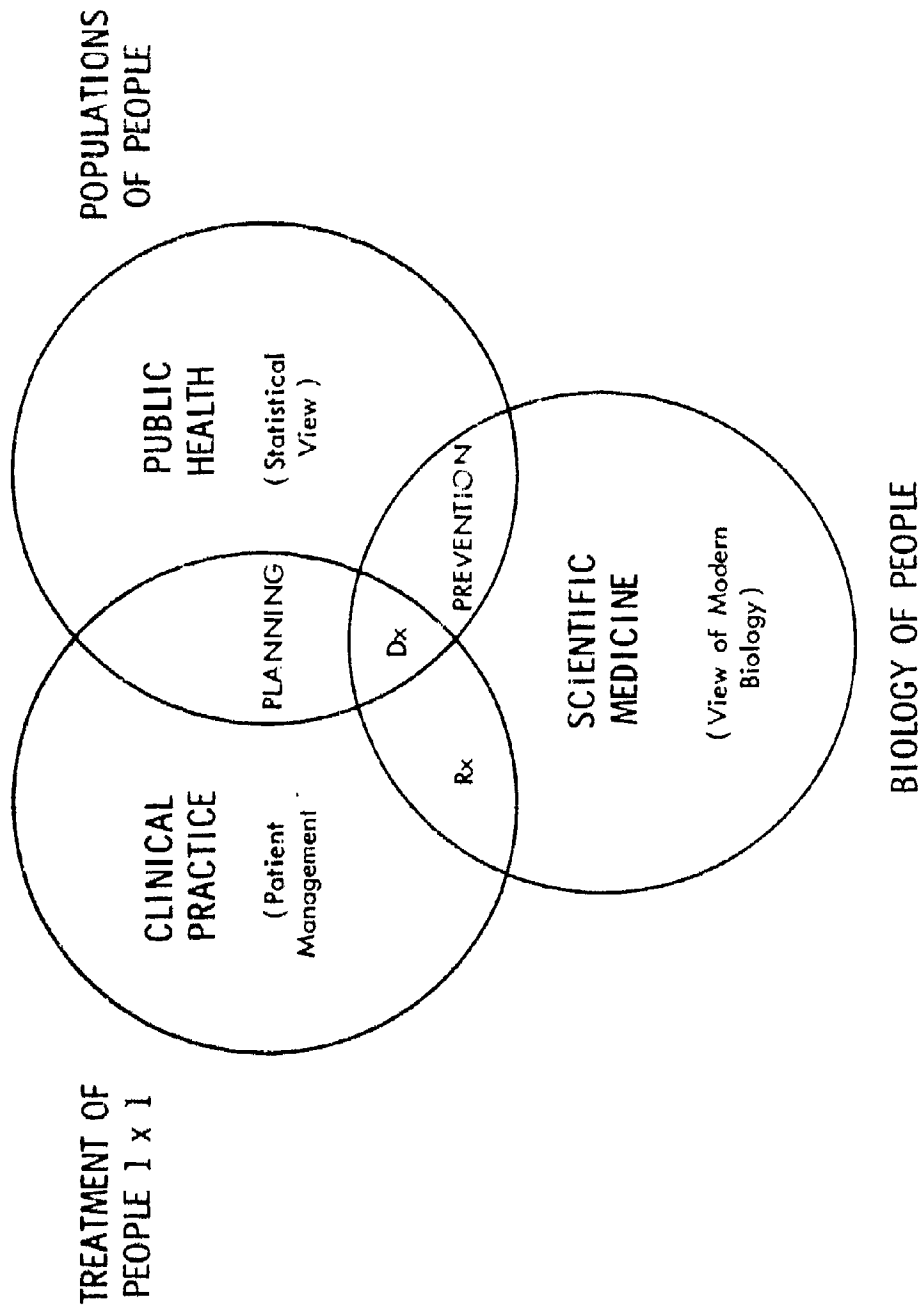 TREATMENT OF
PEOPLE 1 x 1
POPULATIONS
OF PEOPLE
CLINICAL
PRACTICE
(Patient
Management
PUBLIC
HEALTH
(Statistical
View)
PLANNING
Rx
Dx
PREVENTION
SCIENTIFIC
MEDICINE
(View of Modern
Biology)
BIOLOGY OF PEOPLE